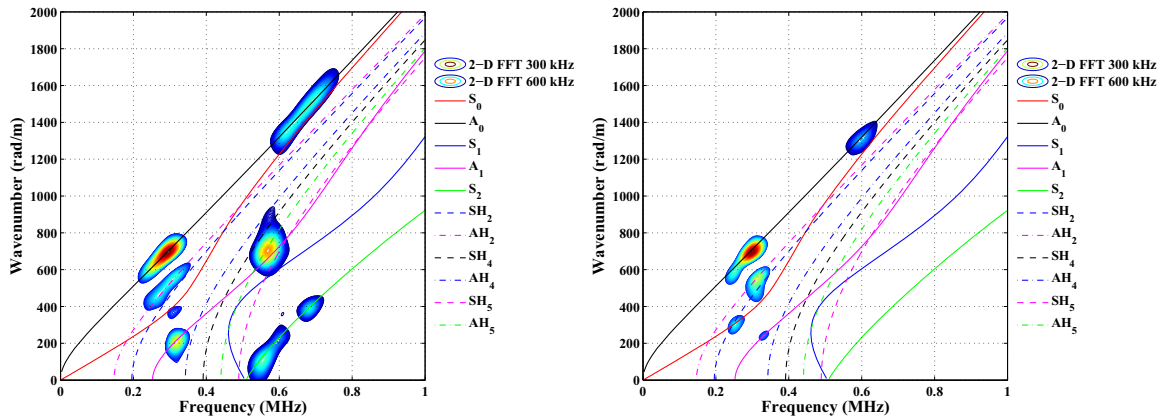 2000
1800
1600
1400
1200
1000
800
600
400
200
0
Wavenumber (rad/m)
0
0.2
0.4
0.6
0.8
1
Frequency (MHz)
2−D FFT 300 kHz
2−D FFT 600 kHz
S0
A0
S1
A1
S2
SH2
AH2
SH4
AH4
SH5
AH5
2000
1800
1600
1400
1200
1000
800
600
400
200
0
Wavenumber (rad/m)
0
0.2
0.4
0.6
0.8
1
Frequency (MHz)
2−D FFT 300 kHz
2−D FFT 600 kHz
S0
A0
S1
A1
S2
SH2
AH2
SH4
AH4
SH5
AH5